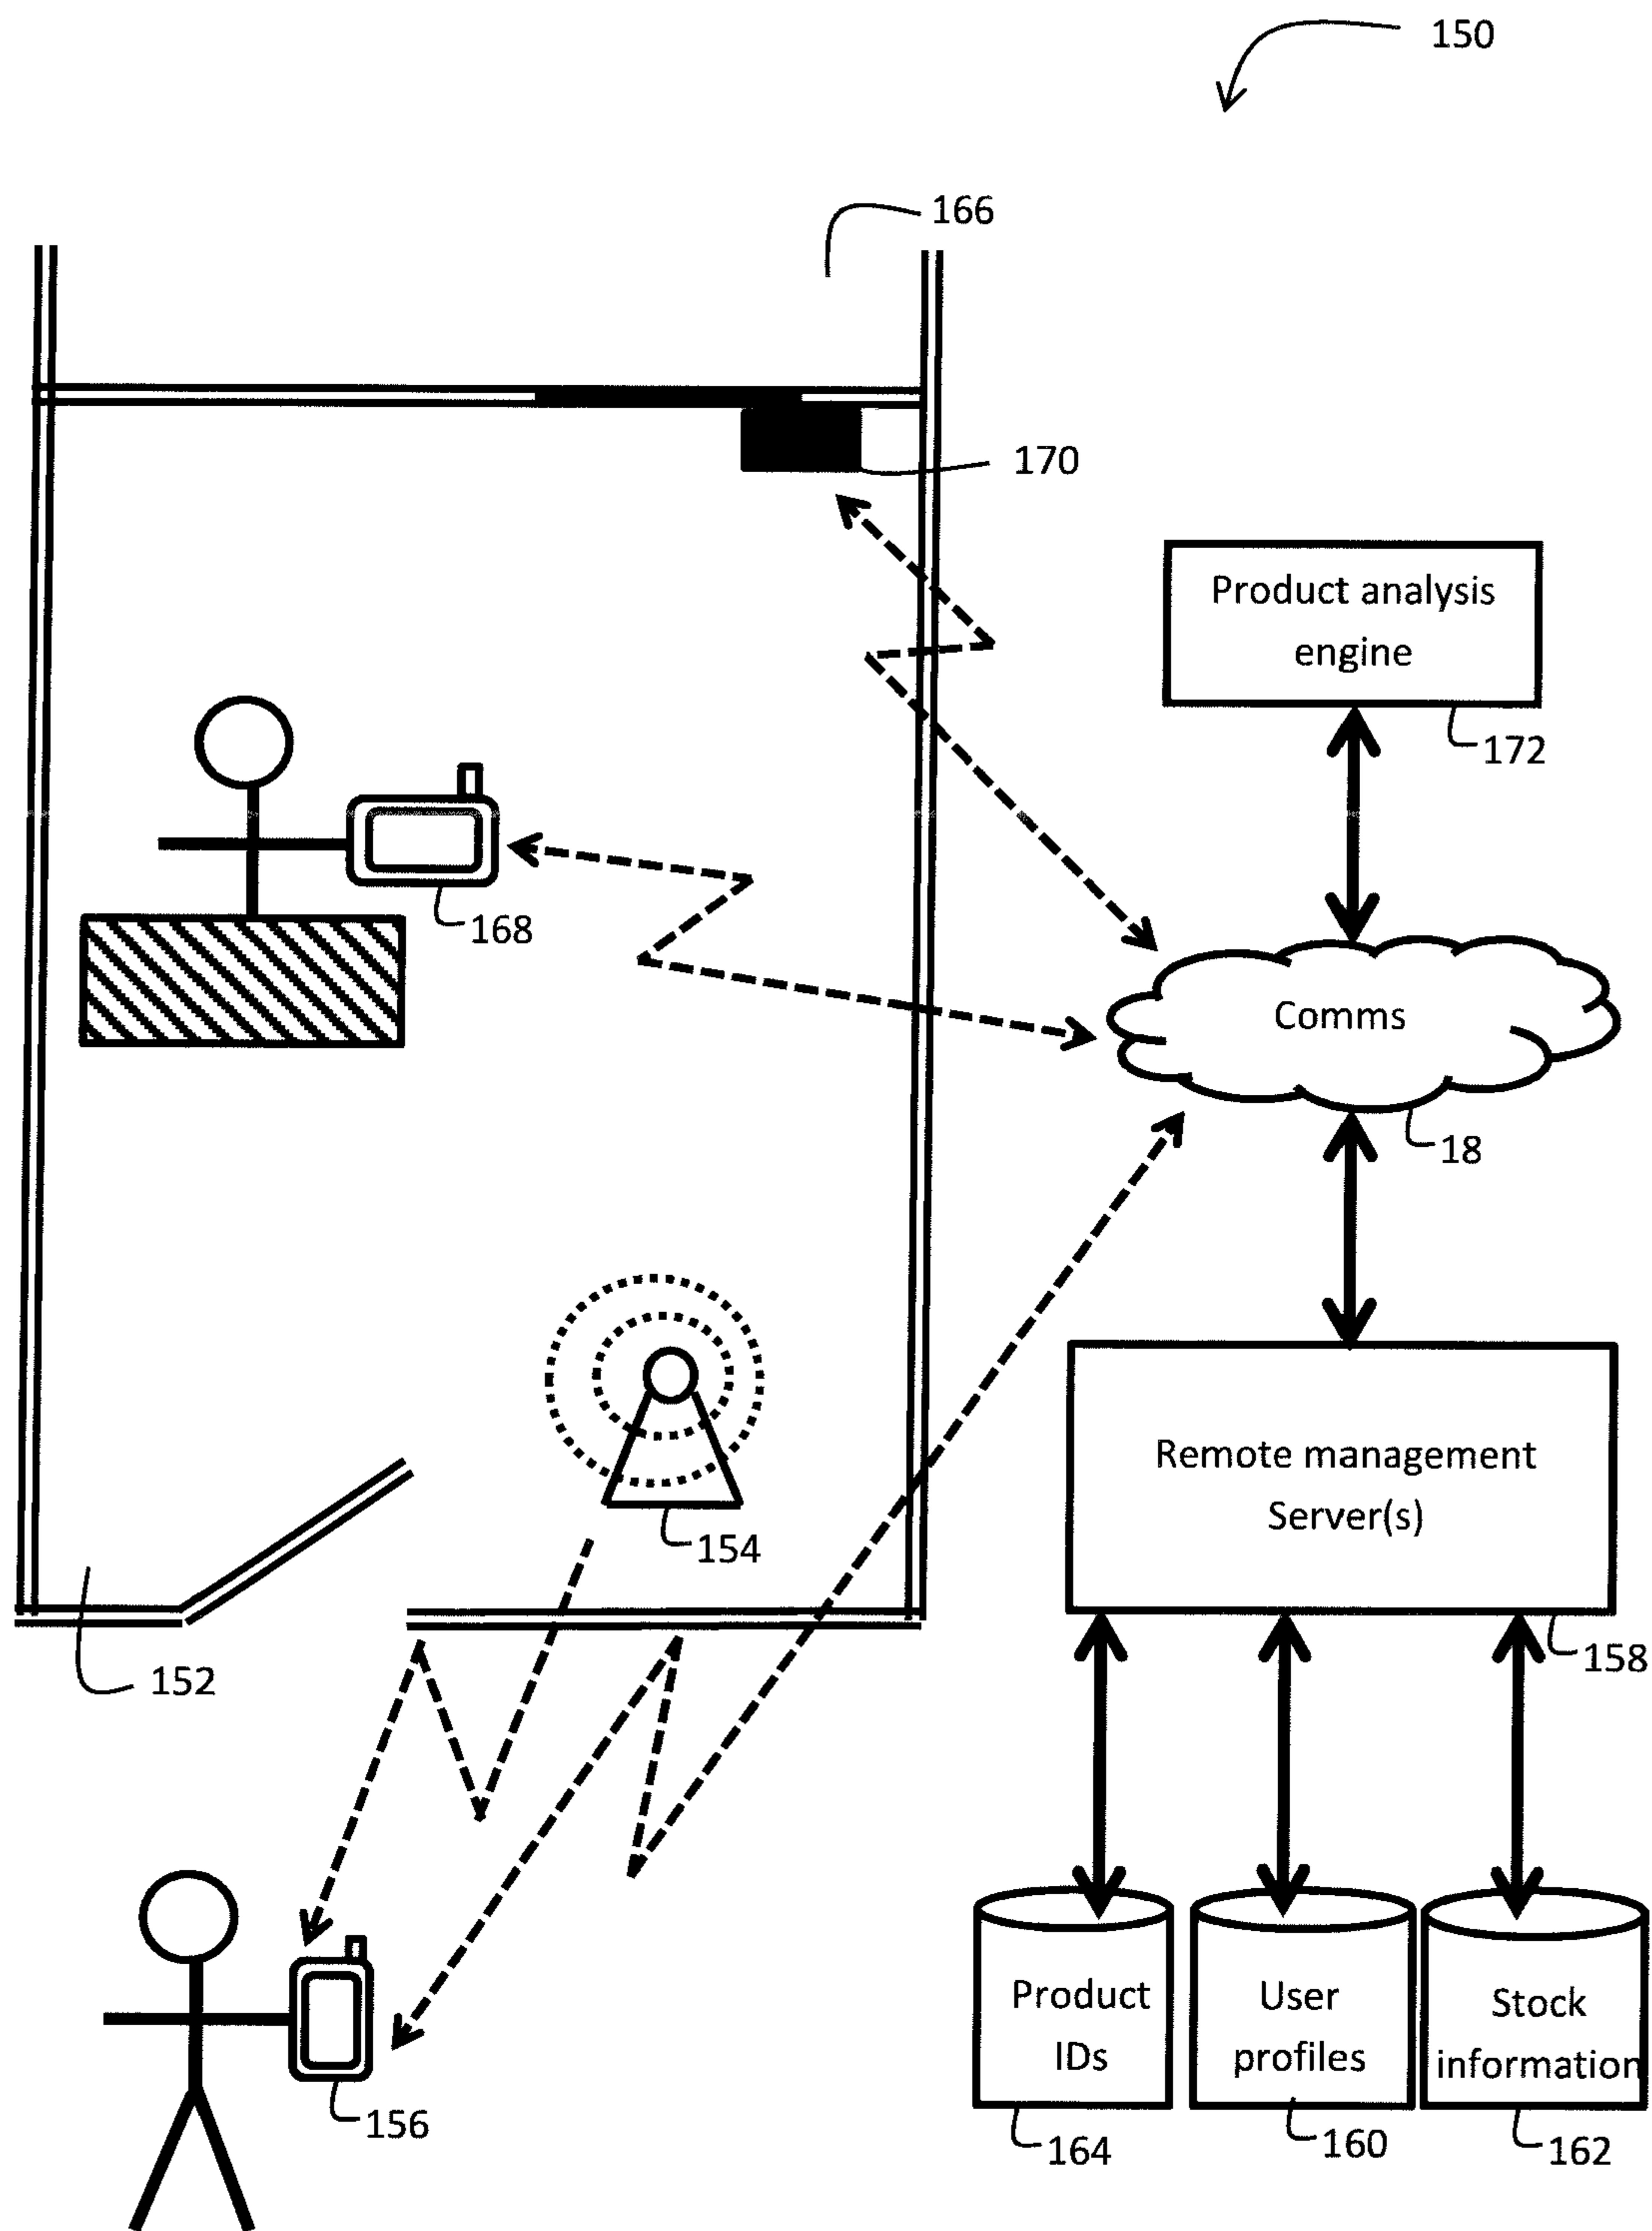 150
166
170
Product analysis
engine
172
168
Comms
18
154
Remote management
Server(s)
158
152
Product
IDs
User
profiles
Stock
information
156
164
160
162